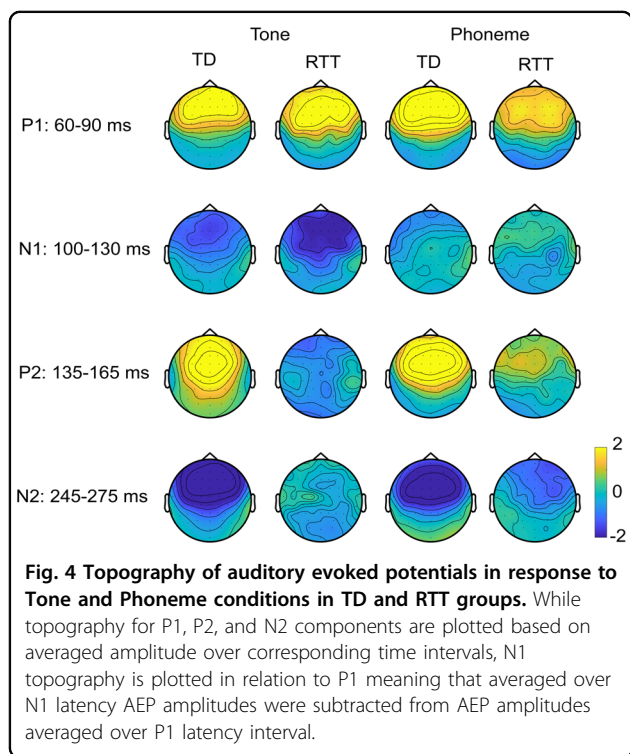 Tone Phoneme
TD RTT TD RTT
P1: 60-90 ms
N1: 100-130 ms
P2: 135-165 ms
2
0
-2
N2: 245-275 ms
Fig. 4 Topography of auditory evoked potentials in response to
Tone and Phoneme conditions in TD and RTT groups. While
topography for P1, P2, and N2 components are plotted based on
averaged amplitude over corresponding time intervals, N1
topography is plotted in relation to P1 meaning that averaged over
N1 latency AEP amplitudes were subtracted from AEP amplitudes
averaged over P1 latency interval.